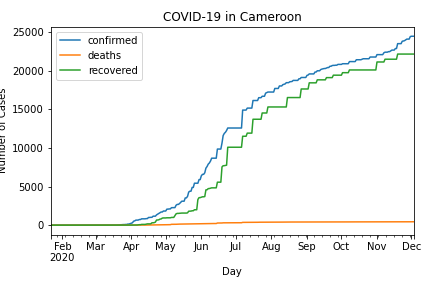 COVID-19 in Cameroon
confirmed
deaths
recovered
25000
20000
15000
10000
5000
0
Number of Cases
Feb Mar Apr May Jun Jul Aug Sep Oct Nov Dec
2020
Day